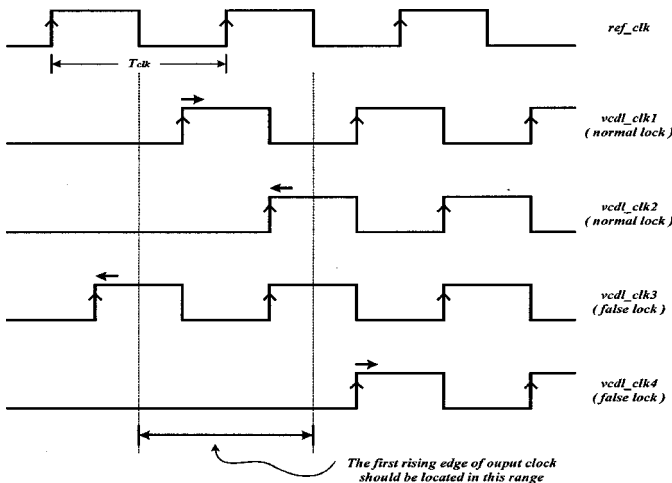 ref_clk
Tclk
vcdl_clk1
( normal lock )
vcdl_clk2
( normal lock )
vcdl_clk3
( false lock )
vcdl_clk4
( false lock )
The first rising edge of ouput clock
should be located in this range